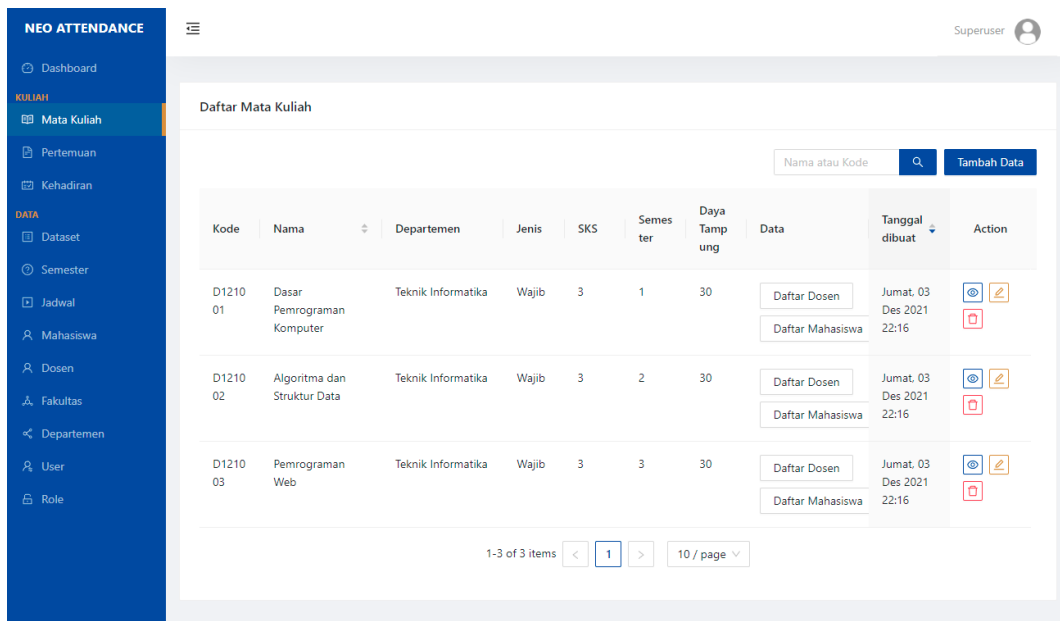 NEO ATTENDANCE
Superuser
Dashboard
KULIAH
Mata Kuliah
Pertemuan
Kehadiran
DATA
Dataset
Semester
Jadwal
Mahasiswa
Dosen
Fakultas
Departemen
User
Role
Daftar Mata Kuliah
Nama atau Kode
Tambah Data
Kode
Nama
Departemen
Jenis
SKS
Semes
ter
Daya
Tamp
ung
Data
Tanggal
dibuat
Action
D1210
01
Dasar
Pemrograman
Komputer
Teknik Informatika
Wajib
3
1
30
Daftar Dosen
Daftar Mahasiswa
Jumat, 03
Des 2021
22:16
D1210
02
Algoritma dan
Struktur Data
Teknik Informatika
Wajib
3
2
30
Daftar Dosen
Daftar Mahasiswa
Jumat, 03
Des 2021
22:16
D1210
03
Pemrograman
Web
Teknik Informatika
Wajib
3
3
30
Daftar Dosen
Daftar Mahasiswa
Jumat, 03
Des 2021
22:16
1-3 of 3 items
<
1
>
10 / page